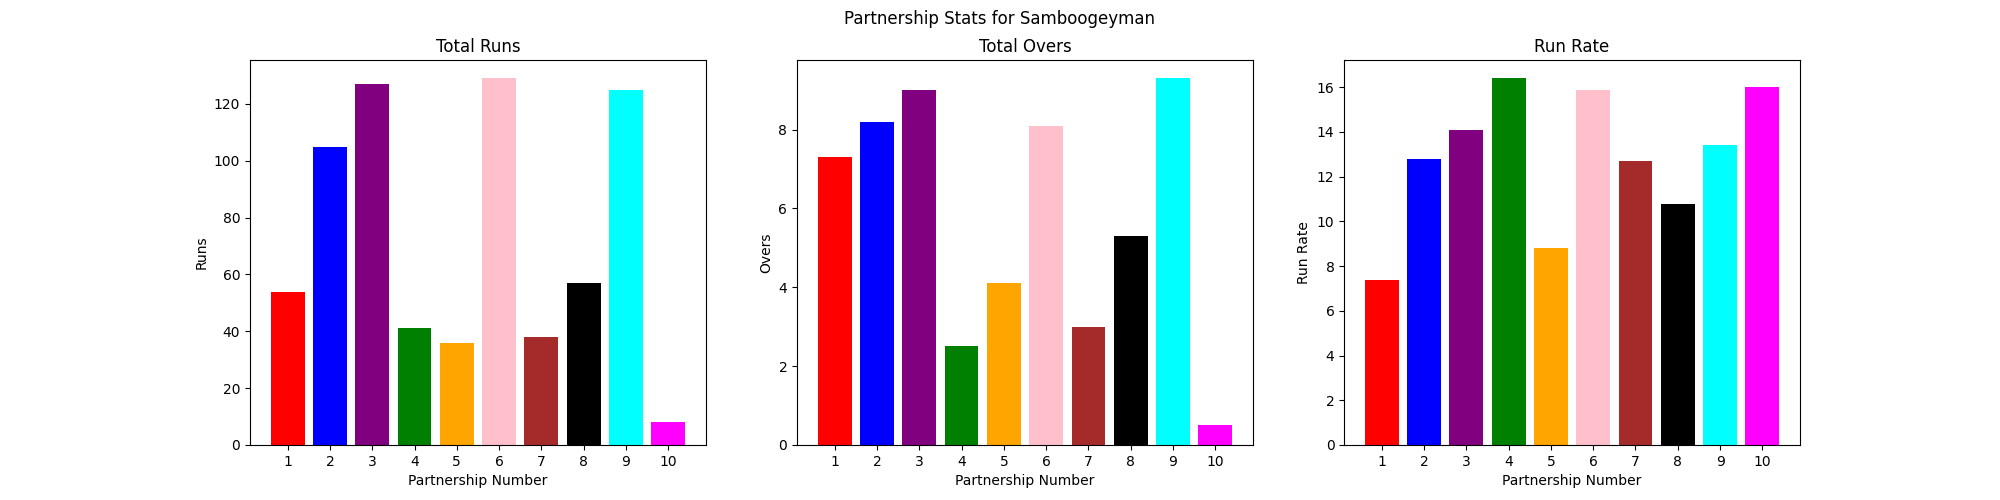 Partnership Stats for Samboogeyman
Total Runs
Runs
0
20
40
60
80
100
120
1 2 3 4 5 6 7 8 9 10
Partnership Number
Total Overs
Overs
0
2
4
6
8
1 2 3 4 5 6 7 8 9 10
Partnership Number
Run Rate
Run Rate
0
2
4
6
8
10
12
14
16
1 2 3 4 5 6 7 8 9 10
Partnership Number